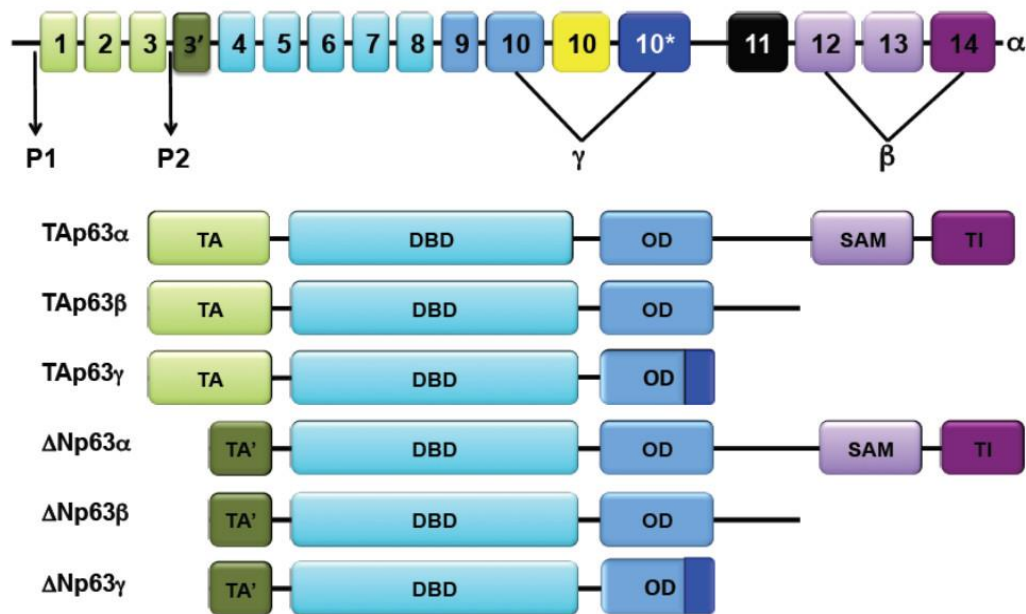 1 2 3 3′ 4 5 6 7 8 9 10 10 10* 11 12 13 14 α
P1 P2 γ β
TAp63α TA DBD OD SAM TI
TAp63β TA DBD OD
TAp63γ TA DBD OD
ΔNp63α TA' DBD OD SAM TI
ΔNp63β TA' DBD OD
ΔNp63γ TA' DBD OD